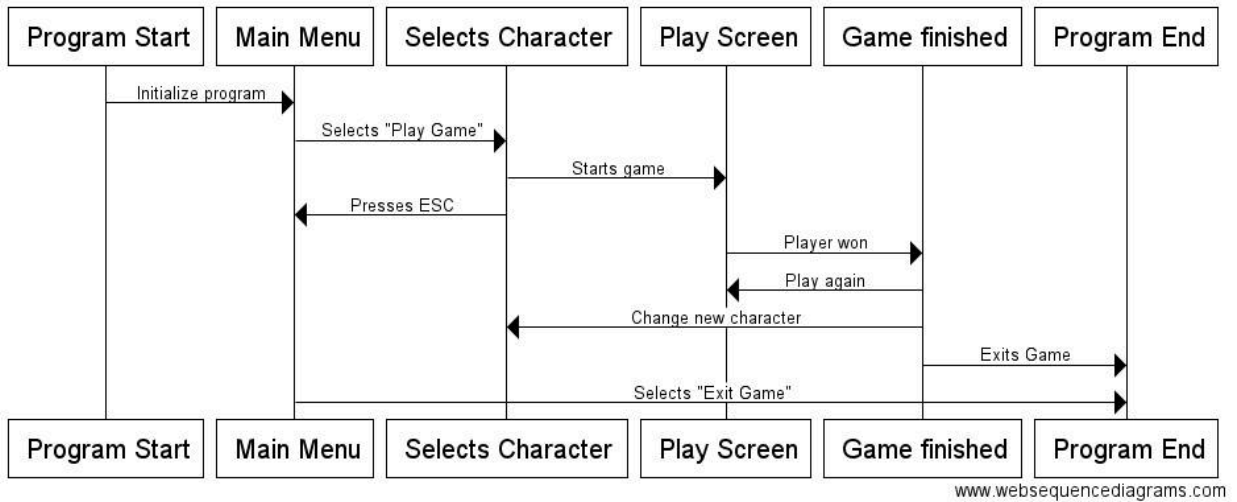 Program Start Main Menu Selects Character Play Screen Game finished Program End
Initialize program
Selects "Play Game"
Starts game
Presses ESC
Player won
Play again
Change new character
Exits Game
Selects "Exit Game"
Program Start Main Menu Selects Character Play Screen Game finished Program End
www.websequencediagrams.com